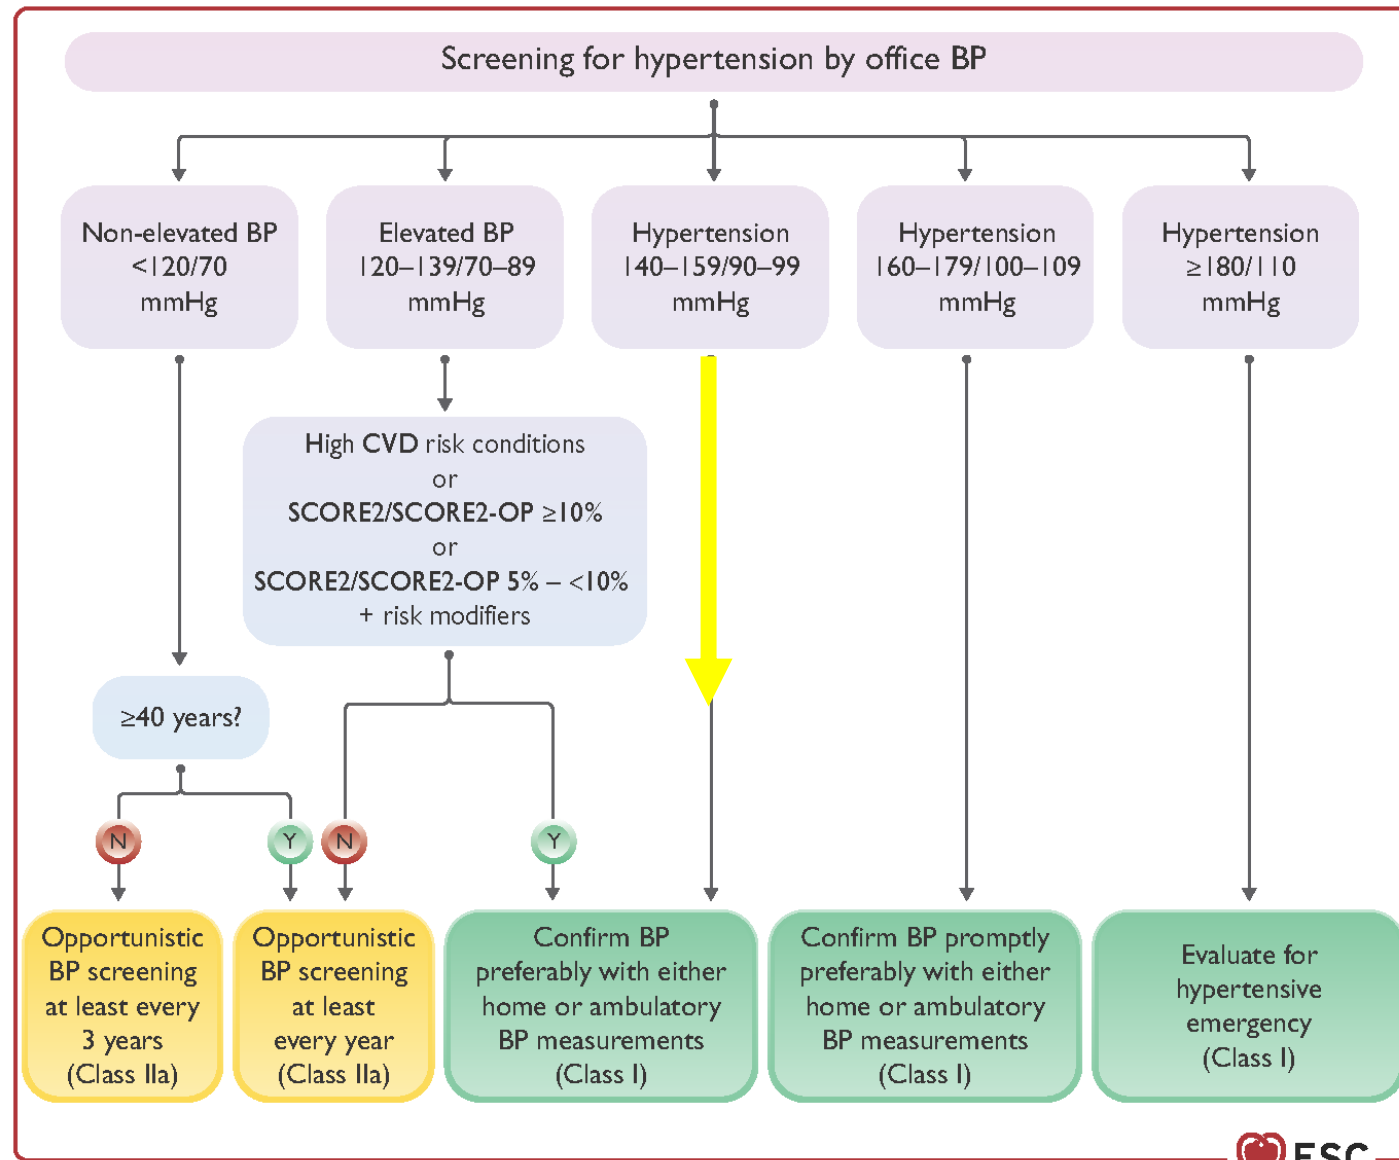 Screening for hypertension by office BP
Non-elevated BP
<120/70
mmHg
Elevated BP
120–139/70–89
mmHg
Hypertension
140–159/90–99
mmHg
Hypertension
160–179/100–109
mmHg
Hypertension
≥180/110
mmHg
High CVD risk conditions
or
SCORE2/SCORE2-OP ≥10%
or
SCORE2/SCORE2-OP 5% – <10%
+ risk modifiers
≥40 years?
N
Y
N
Y
Opportunistic
BP screening
at least every
3 years
(Class IIa)
Opportunistic
BP screening
at least
every year
(Class IIa)
Confirm BP
preferably with either
home or ambulatory
BP measurements
(Class I)
Confirm BP promptly
preferably with either
home or ambulatory
BP measurements
(Class I)
Evaluate for
hypertensive
emergency
(Class I)
ESC